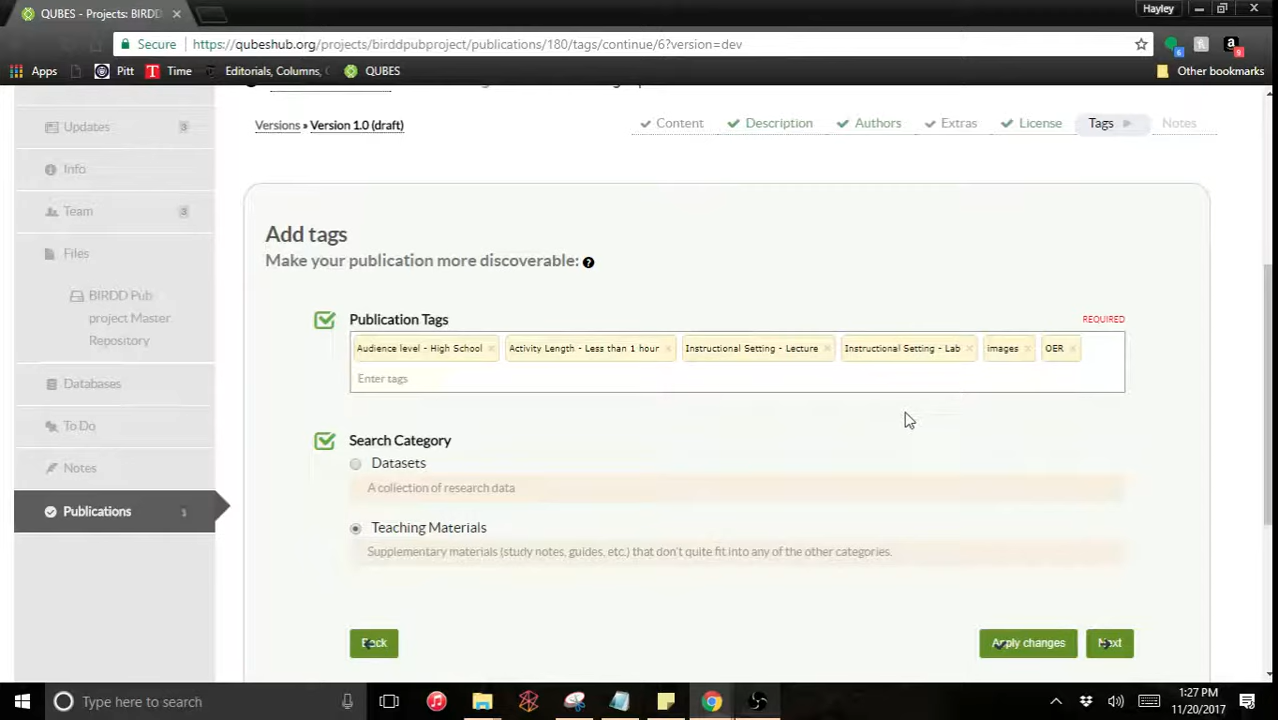 QUBES - Projects: BIRDD
Hayley
Secure https://qubeshub.org/projects/birddpubproject/publications/180/tags/continue/6?version=dev
6
9
Apps Pitt Time Editorials, Columns, QUBES Other bookmarks
Versions » Version 1.0 (draft)
Content Description Authors Extras License Tags Notes
Updates 3
Info
Team 3
Files
BIRDD Pub
project Master
Repository
Databases
To Do
Notes
Publications 1
Add tags
Make your publication more discoverable: ?
Publication Tags REQUIRED
Audience level - High School × Activity Length - Less than 1 hour × Instructional Setting - Lecture × Instructional Setting - Lab × images × OER ×
Enter tags
Search Category
Datasets
A collection of research data
Teaching Materials
Supplementary materials (study notes, guides, etc.) that don't quite fit into any of the other categories.
Back Apply changes Next
Type here to search
1:27 PM
11/20/2017